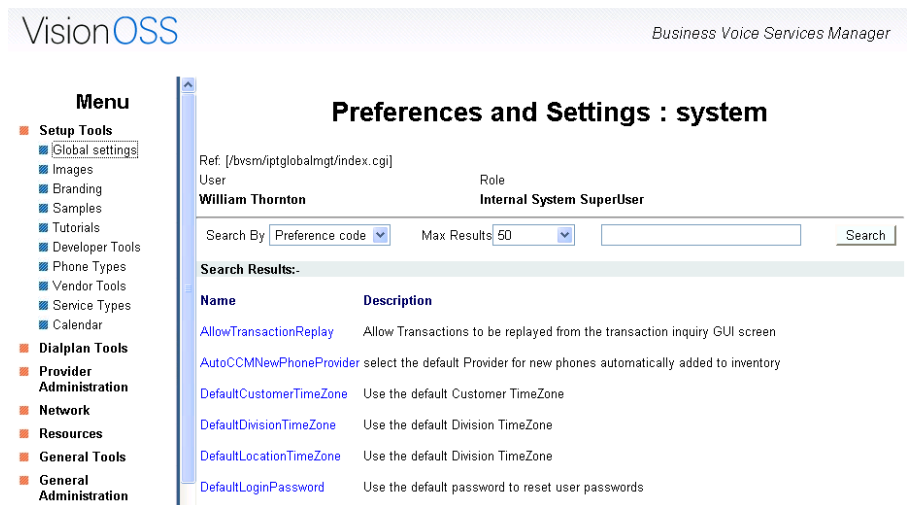 VisionOSS
Business Voice Services Manager
Menu
Setup Tools
Global settings
Images
Branding
Samples
Tutorials
Developer Tools
Phone Types
Vendor Tools
Service Types
Calendar
Dialplan Tools
Provider
Administration
Network
Resources
General Tools
General
Administration
Preferences and Settings : system
Ref: [/bvsm/iptglobalmgt/index.cgi]
User Role
William Thornton Internal System SuperUser
Search By Preference code Max Results 50 Search
Search Results:-
Name Description
AllowTransactionReplay Allow Transactions to be replayed from the transaction inquiry GUI screen
AutoCCMNewPhoneProvider select the default Provider for new phones automatically added to inventory
DefaultCustomerTimeZone Use the default Customer TimeZone
DefaultDivisionTimeZone Use the default Division TimeZone
DefaultLocationTimeZone Use the default Division TimeZone
DefaultLoginPassword Use the default password to reset user passwords